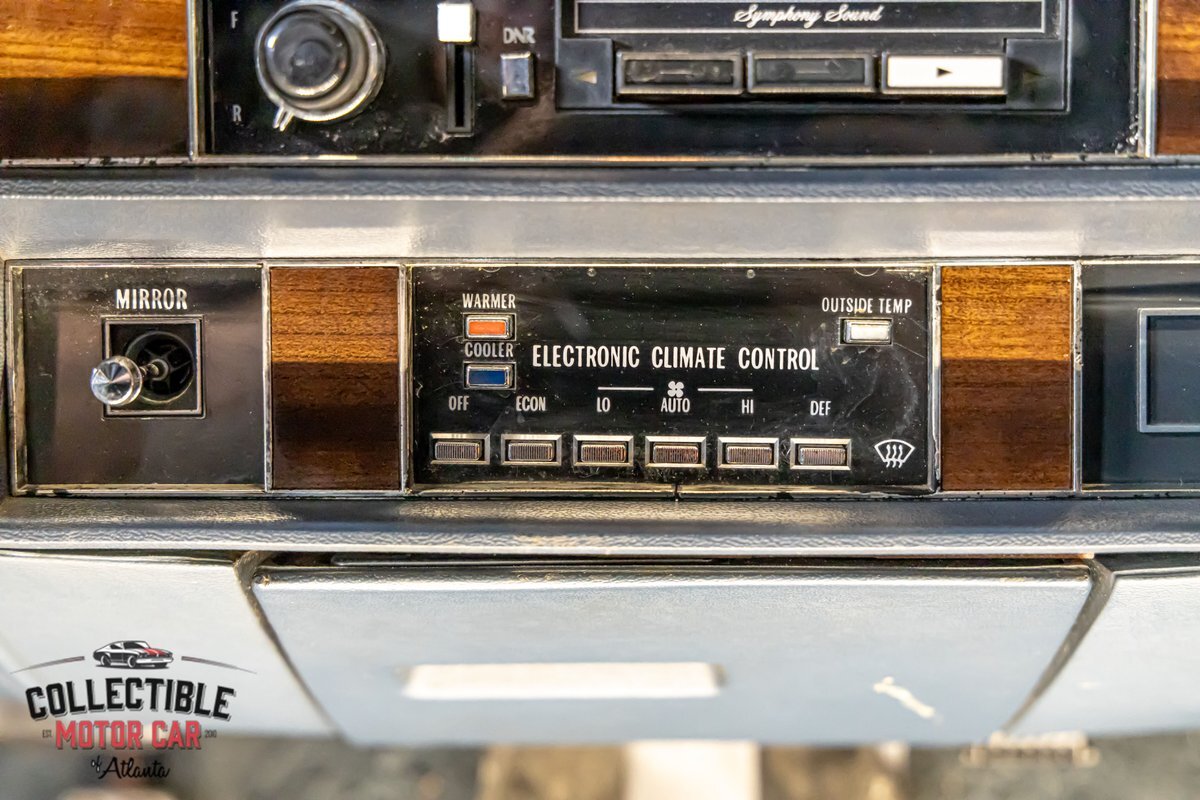 F
Symphony Sound
DNR
R
MIRROR
WARMER
OUTSIDE TEMP
COOLER
ELECTRONIC CLIMATE CONTROL
OFF ECON LO AUTO HI DEF
COLLECTIBLE
EST. MOTOR CAR 2010
of Atlanta